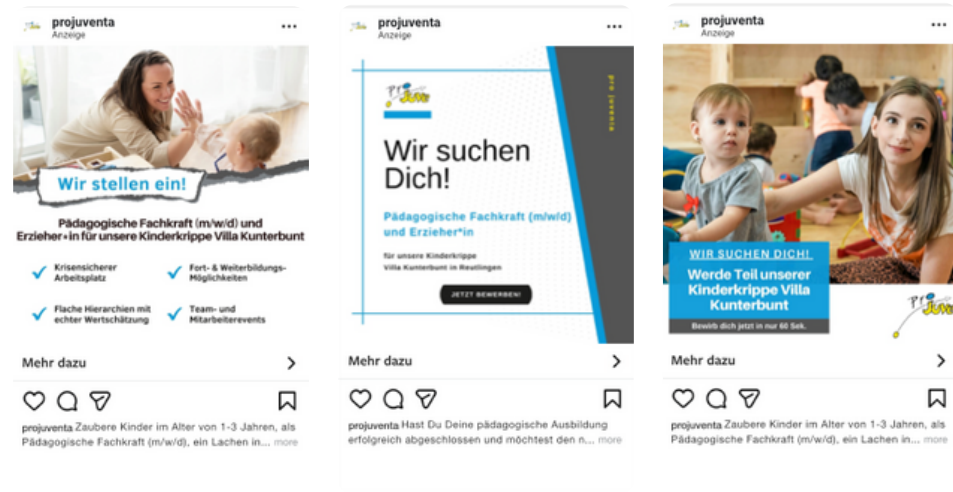 projuventa
Anzeige
Wir stellen ein!
Pädagogische Fachkraft (m/w/d) und
Erzieher*in für unsere Kinderkrippe Villa Kunterbunt
Krisensicherer
Arbeitsplatz
Fort- & Weiterbildungs-
Möglichkeiten
Flache Hierarchien mit
echter Wertschätzung
Team- und
Mitarbeiterevents
Mehr dazu
projuventa Zaubere Kinder im Alter von 1-3 Jahren, als
Pädagogische Fachkraft (m/w/d), ein Lachen in... more
projuventa
Anzeige
pro juventa
Pro
Juve
Wir suchen
Dich!
Pädagogische Fachkraft (m/w/d)
und Erzieher*in
für unsere Kinderkrippe
Villa Kunterbunt in Reutlingen
JETZT BEWERBEN!
Mehr dazu
projuventa Hast Du Deine pädagogische Ausbildung
erfolgreich abgeschlossen und möchtest den n... more
projuventa
Anzeige
WIR SUCHEN DICH!
Werde Teil unserer
Kinderkrippe Villa
Kunterbunt
Bewirb dich jetzt in nur 60 Sek.
Pro
Juve
Mehr dazu
projuventa Zaubere Kinder im Alter von 1-3 Jahren, als
Pädagogische Fachkraft (m/w/d), ein Lachen in... more